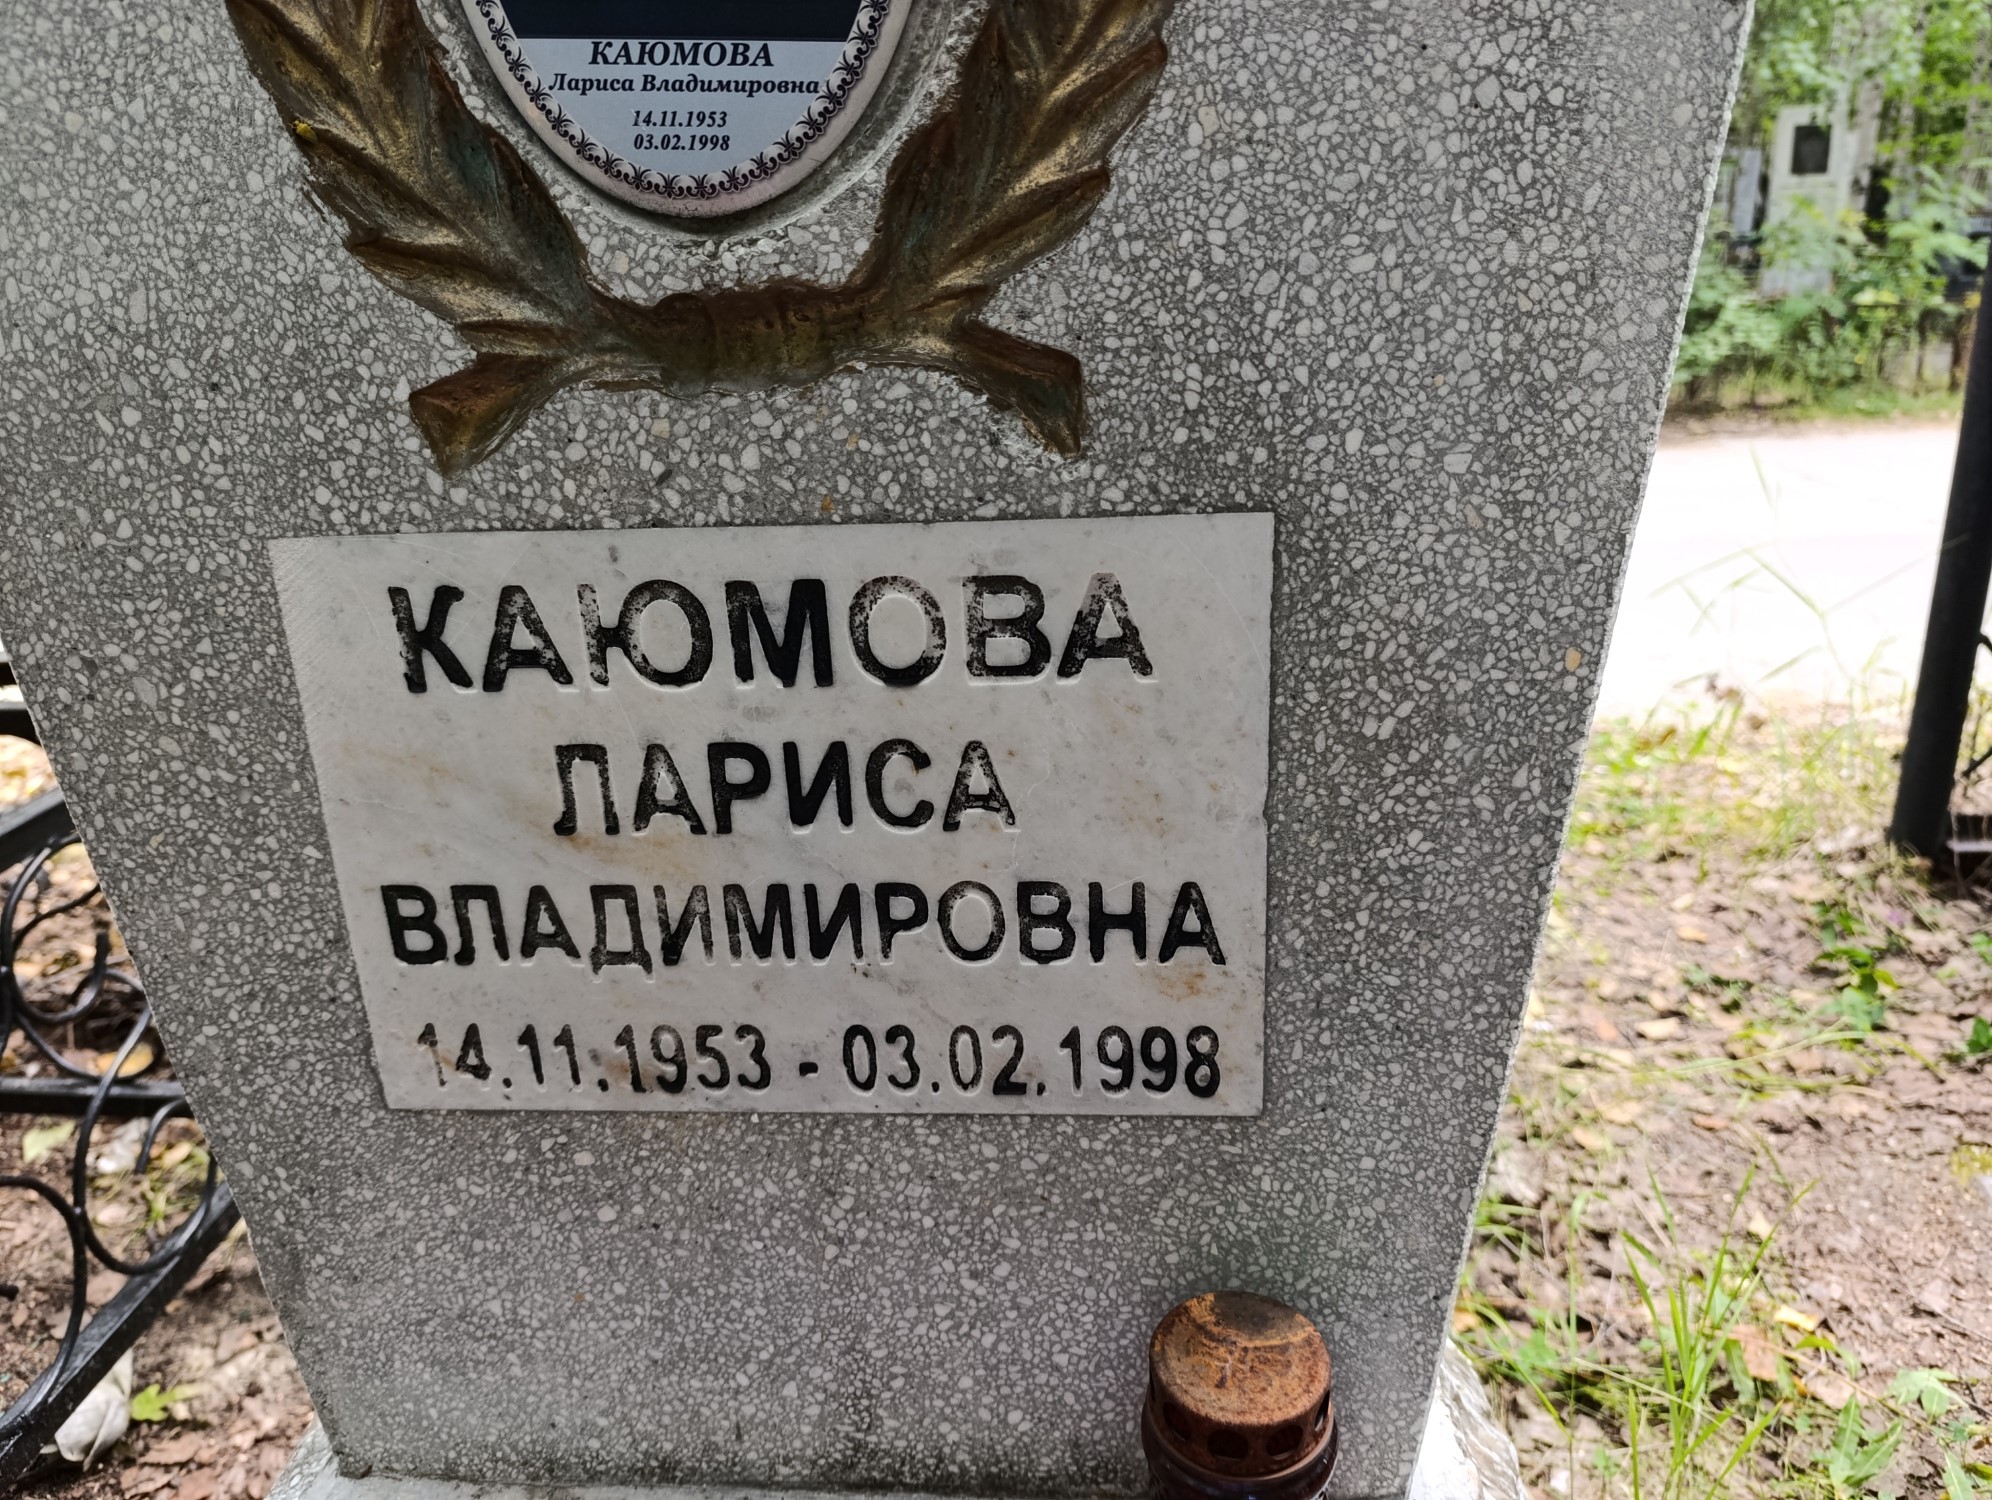 КАЮМОВА
Лариса Владимировна
14.11.1953
03.02.1998
КАЮМОВА
ЛАРИСА
ВЛАДИМИРОВНА
14.11.1953 - 03.02.1998